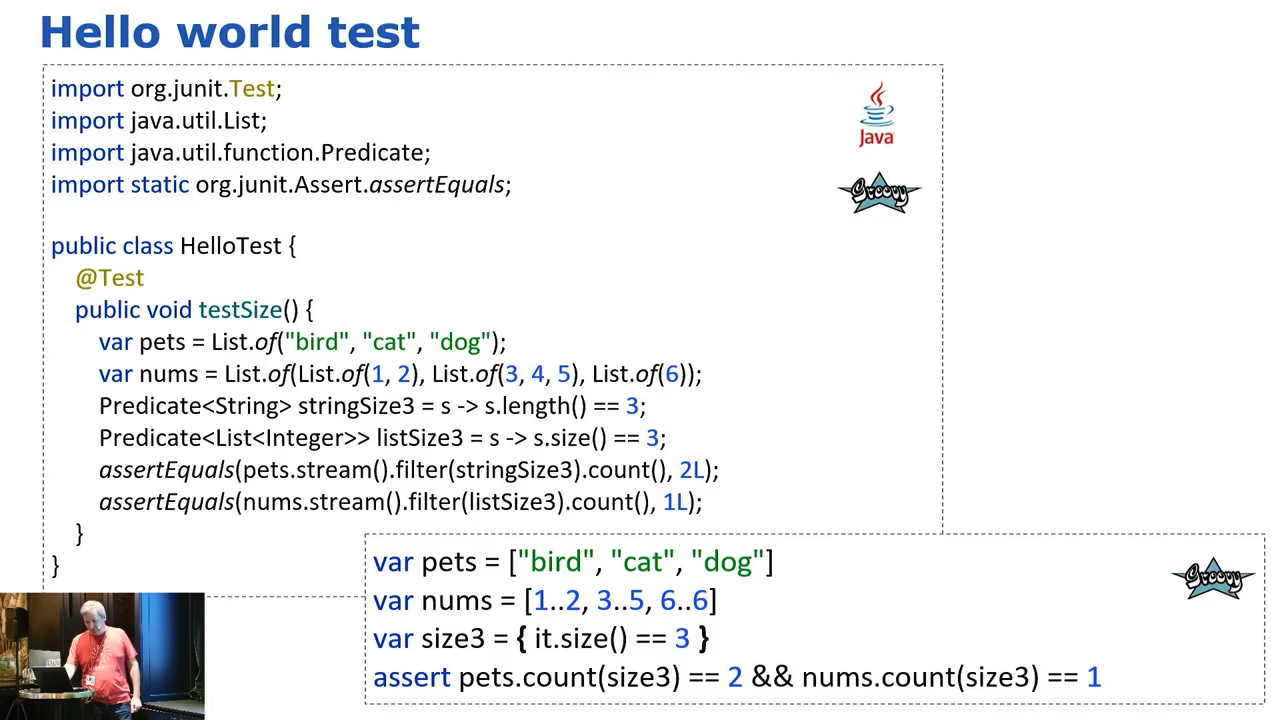 Hello world test
import org.junit.Test;
import java.util.List;
import java.util.function.Predicate;
import static org.junit.Assert.assertEquals;
Java
Groovy
public class HelloTest {
@Test
public void testSize() {
var pets = List.of("bird", "cat", "dog");
var nums = List.of(List.of(1, 2), List.of(3, 4, 5), List.of(6));
Predicate<String> stringSize3 = s -> s.length() == 3;
Predicate<List<Integer>> listSize3 = s -> s.size() == 3;
assertEquals(pets.stream().filter(stringSize3).count(), 2L);
assertEquals(nums.stream().filter(listSize3).count(), 1L);
}
}
var pets = ["bird", "cat", "dog"]
var nums = [1..2, 3..5, 6..6]
var size3 = { it.size() == 3 }
assert pets.count(size3) == 2 && nums.count(size3) == 1
Groovy